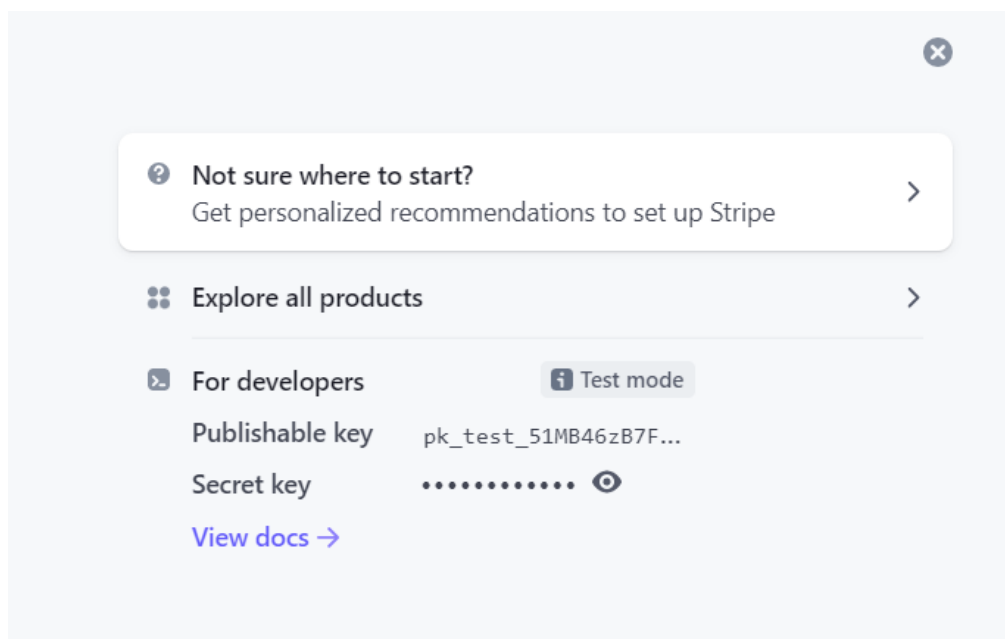 Not sure where to start?
Get personalized recommendations to set up Stripe
Explore all products
For developers
Test mode
Publishable key
pk_test_51MB46zB7F...
Secret key
••••••••••••
View docs →